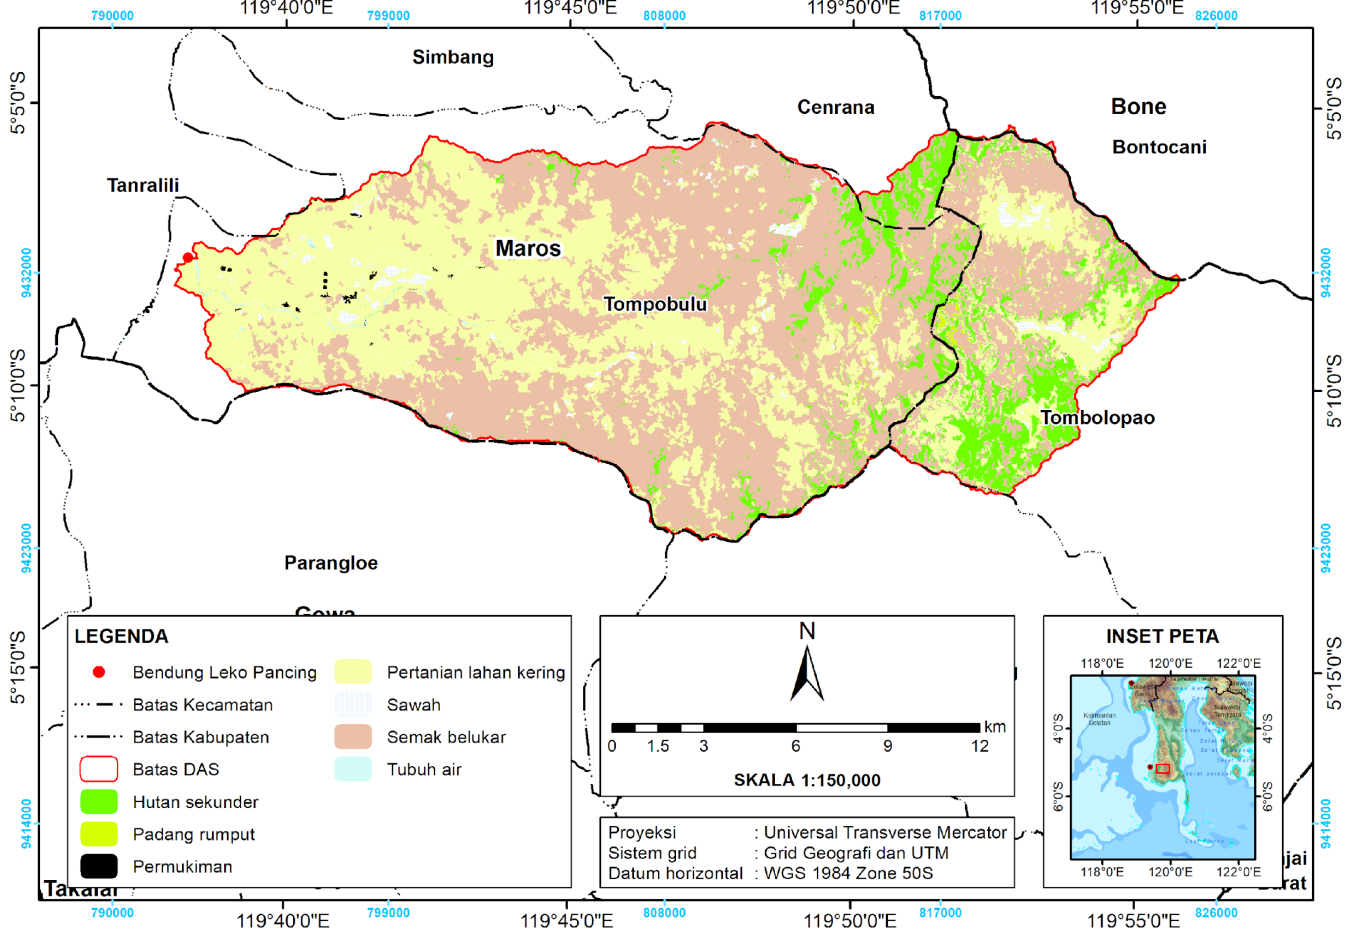 119°40'0"E 119°45'0"E 119°50'0"E 119°55'0"E
790000 799000 808000 817000 826000
5°5'0"S
5°5'0"S
Simbang
Cenrana
Bone
Bontocani
Tanralili
Maros
9432000
9432000
Tompobulu
5°10'0"S
5°10'0"S
Tombolopao
9423000
9423000
Parangloe
Gowa
5°15'0"S
5°15'0"S
9414000
9414000
LEGENDA
Bendung Leko Pancing
Batas Kecamatan
Batas Kabupaten
Batas DAS
Hutan sekunder
Padang rumput
Permukiman
Pertanian lahan kering
Sawah
Semak belukar
Tubuh air
Takalar
N
km
0 1.5 3 6 9 12
SKALA 1:150,000
Proyeksi : Universal Transverse Mercator
Sistem grid : Grid Geografi dan UTM
Datum horizontal : WGS 1984 Zone 50S
INSET PETA
118°0'E 120°0'E 122°0'E
4°0'S
4°0'S
6°0'S
6°0'S
Kalimantan
Selatan
Tenggara
118°0'E 120°0'E 122°0'E
jai
Barat
790000 799000 808000 817000 826000
119°40'0"E 119°45'0"E 119°50'0"E 119°55'0"E